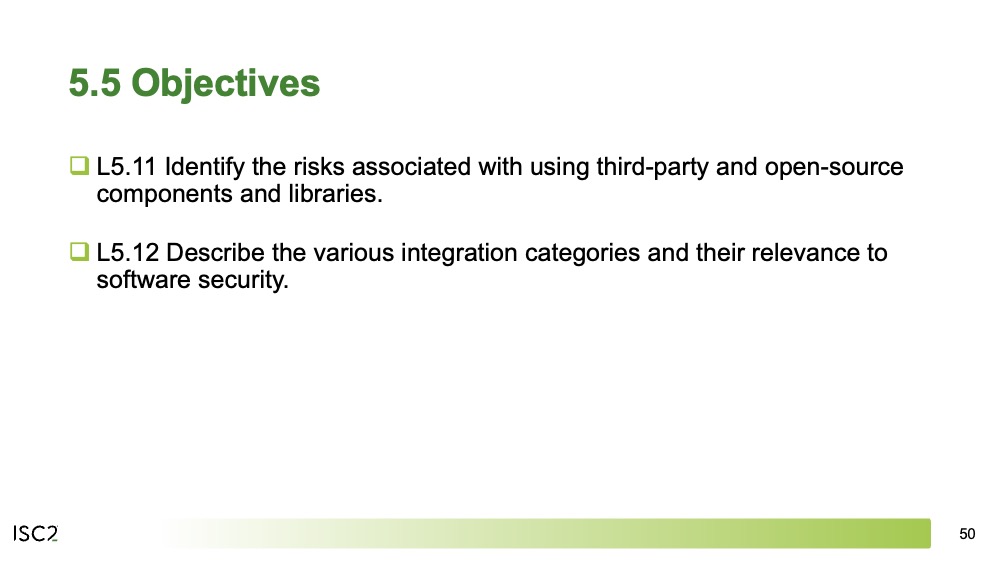 5.5 Objectives
L5.11 Identify the risks associated with using third-party and open-source
components and libraries.
L5.12 Describe the various integration categories and their relevance to
software security.
ISC2
50